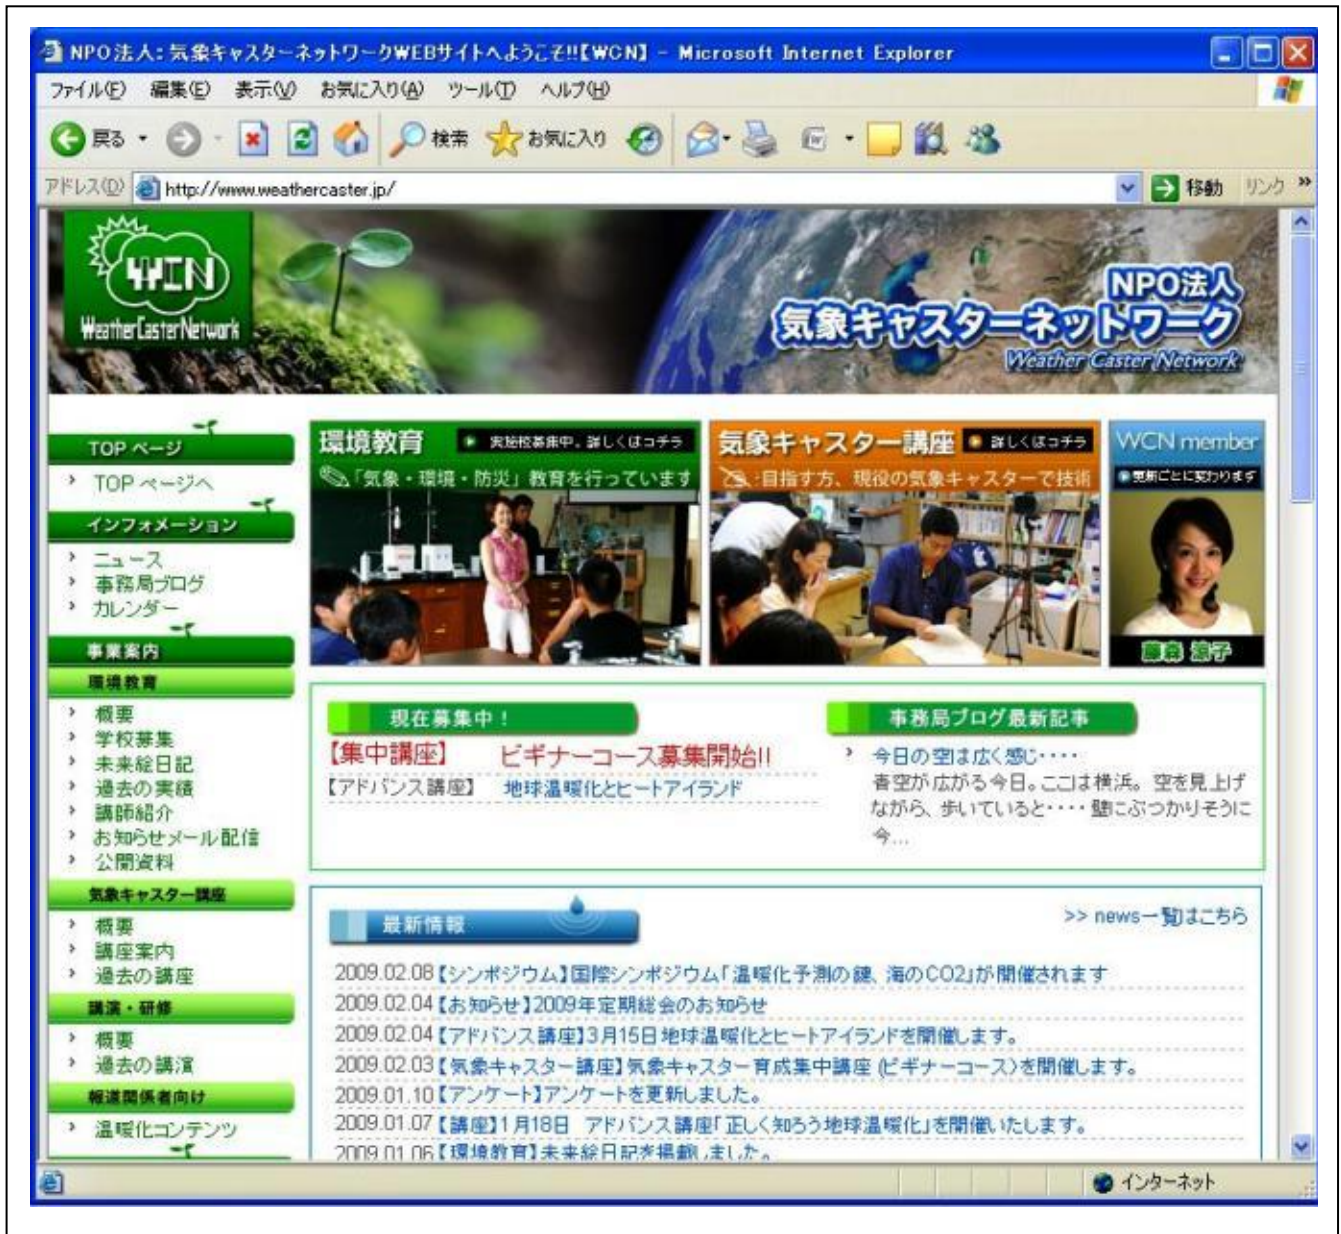 NPO法人：気象キャスターネットワークWEBサイトへようこそ!!【WCN】 - Microsoft Internet Explorer
ファイル(F) 編集(E) 表示(V) お気に入り(A) ツール(T) ヘルプ(H)
戻る 検索 お気に入り
アドレス(D) http://www.weathercaster.jp/ 移動 リンク »
WCN
WeatherCasterNetwork
NPO法人
気象キャスターネットワーク
Weather Caster Network
TOP ページ
TOP ページへ
インフォメーション
ニュース
事務局ブログ
カレンダー
事業案内
環境教育
概要
学校募集
未来絵日記
過去の実績
講師紹介
お知らせメール配信
公開資料
気象キャスター講座
概要
講座案内
過去の講座
講演・研修
概要
過去の講演
報道関係者向け
温暖化コンテンツ
環境教育 実施校募集中。詳しくはコチラ
「気象・環境・防災」教育を行っています
気象キャスター講座 詳しくはコチラ
:目指す方、現役の気象キャスターで技術
WCN member
更新ごとに変わります
藤森 涼子
現在募集中！
【集中講座】 ビギナーコース募集開始!!
【アドバンス講座】 地球温暖化とヒートアイランド
事務局ブログ最新記事
今日の空は広く感じ・・・・
青空が広がる今日。ここは横浜。空を見上げ
ながら、歩いていると・・・・壁にぶつかりそうに
今...
最新情報
>> news一覧はこちら
2009.02.08【シンポジウム】国際シンポジウム「温暖化予測の鍵、海のCO2」が開催されます
2009.02.04【お知らせ】2009年定期総会のお知らせ
2009.02.04【アドバンス講座】3月15日地球温暖化とヒートアイランドを開催します。
2009.02.03【気象キャスター講座】気象キャスター育成集中講座 (ビギナーコース)を開催します。
2009.01.10【アンケート】アンケートを更新しました。
2009.01.07【講座】1月18日 アドバンス講座「正しく知ろう地球温暖化」を開催いたします。
2009.01.06【環境教育】未来絵日記を掲載しました。
インターネット